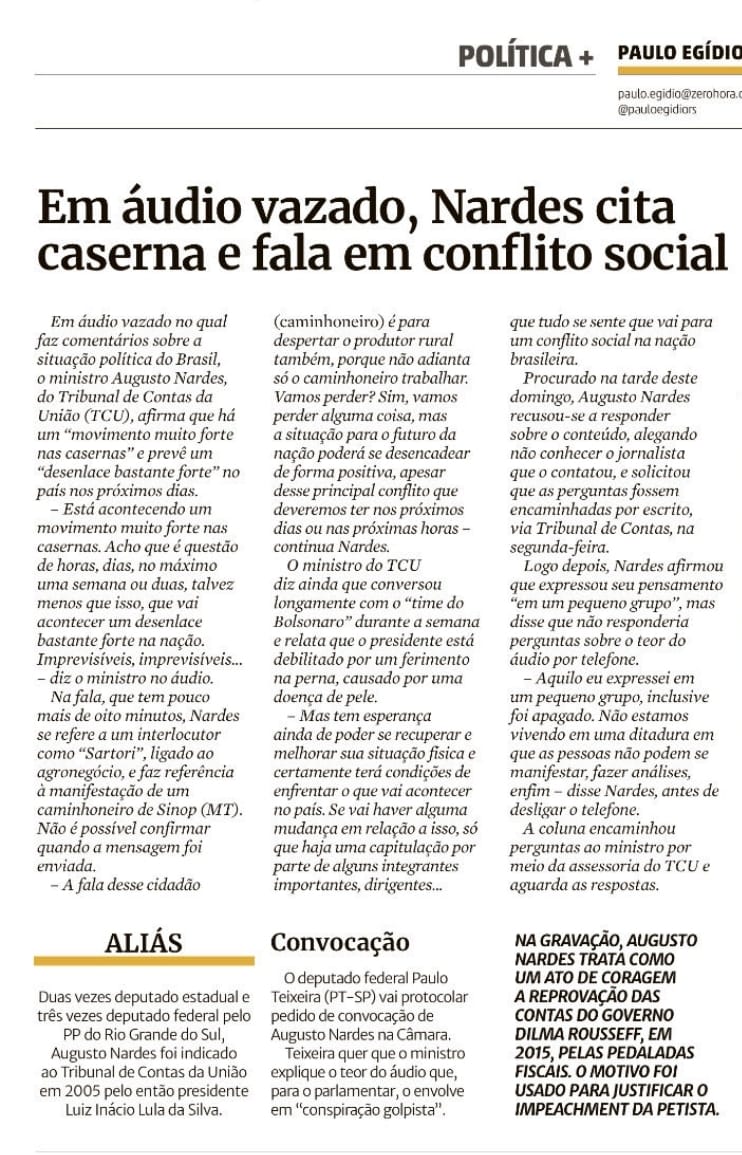 POLÍTICA +
PAULO EGÍDIO
paulo.egidio@zerohora.c
@pauloegidiors
Em áudio vazado, Nardes cita
caserna e fala em conflito social
Em áudio vazado no qual
faz comentários sobre a
situação política do Brasil,
o ministro Augusto Nardes,
do Tribunal de Contas da
União (TCU), afirma que há
um “movimento muito forte
nas casernas” e prevê um
“desenlace bastante forte” no
país nos próximos dias.
– Está acontecendo um
movimento muito forte nas
casernas. Acho que é questão
de horas, dias, no máximo
uma semana ou duas, talvez
menos que isso, que vai
acontecer um desenlace
bastante forte na nação.
Imprevisíveis, imprevisíveis...
– diz o ministro no áudio.
Na fala, que tem pouco
mais de oito minutos, Nardes
se refere a um interlocutor
como “Sartori”, ligado ao
agronegócio, e faz referência
à manifestação de um
caminhoneiro de Sinop (MT).
Não é possível confirmar
quando a mensagem foi
enviada.
– A fala desse cidadão
(caminhoneiro) é para
despertar o produtor rural
também, porque não adianta
só o caminhoneiro trabalhar.
Vamos perder? Sim, vamos
perder alguma coisa, mas
a situação para o futuro da
nação poderá se desencadear
de forma positiva, apesar
desse principal conflito que
deveremos ter nos próximos
dias ou nas próximas horas –
continua Nardes.
O ministro do TCU
diz ainda que conversou
longamente com o “time do
Bolsonaro” durante a semana
e relata que o presidente está
debilitado por um ferimento
na perna, causado por uma
doença de pele.
– Mas tem esperança
ainda de poder se recuperar e
melhorar sua situação física e
certamente terá condições de
enfrentar o que vai acontecer
no país. Se vai haver alguma
mudança em relação a isso, só
que haja uma capitulação por
parte de alguns integrantes
importantes, dirigentes...
que tudo se sente que vai para
um conflito social na nação
brasileira.
Procurado na tarde deste
domingo, Augusto Nardes
recusou-se a responder
sobre o conteúdo, alegando
não conhecer o jornalista
que o contatou, e solicitou
que as perguntas fossem
encaminhadas por escrito,
via Tribunal de Contas, na
segunda-feira.
Logo depois, Nardes afirmou
que expressou seu pensamento
“em um pequeno grupo”, mas
disse que não responderia
perguntas sobre o teor do
áudio por telefone.
– Aquilo eu expressei em
um pequeno grupo, inclusive
foi apagado. Não estamos
vivendo em uma ditadura em
que as pessoas não podem se
manifestar, fazer análises,
enfim – disse Nardes, antes de
desligar o telefone.
A coluna encaminhou
perguntas ao ministro por
meio da assessoria do TCU e
aguarda as respostas.
ALIÁS
Duas vezes deputado estadual e
três vezes deputado federal pelo
PP do Rio Grande do Sul,
Augusto Nardes foi indicado
ao Tribunal de Contas da União
em 2005 pelo então presidente
Luiz Inácio Lula da Silva.
Convocação
O deputado federal Paulo
Teixeira (PT-SP) vai protocolar
pedido de convocação de
Augusto Nardes na Câmara.
Teixeira quer que o ministro
explique o teor do áudio que,
para o parlamentar, o envolve
em “conspiração golpista”.
NA GRAVAÇÃO, AUGUSTO
NARDES TRATA COMO
UM ATO DE CORAGEM
A REPROVAÇÃO DAS
CONTAS DO GOVERNO
DILMA ROUSSEFF, EM
2015, PELAS PEDALADAS
FISCAIS. O MOTIVO FOI
USADO PARA JUSTIFICAR O
IMPEACHMENT DA PETISTA.